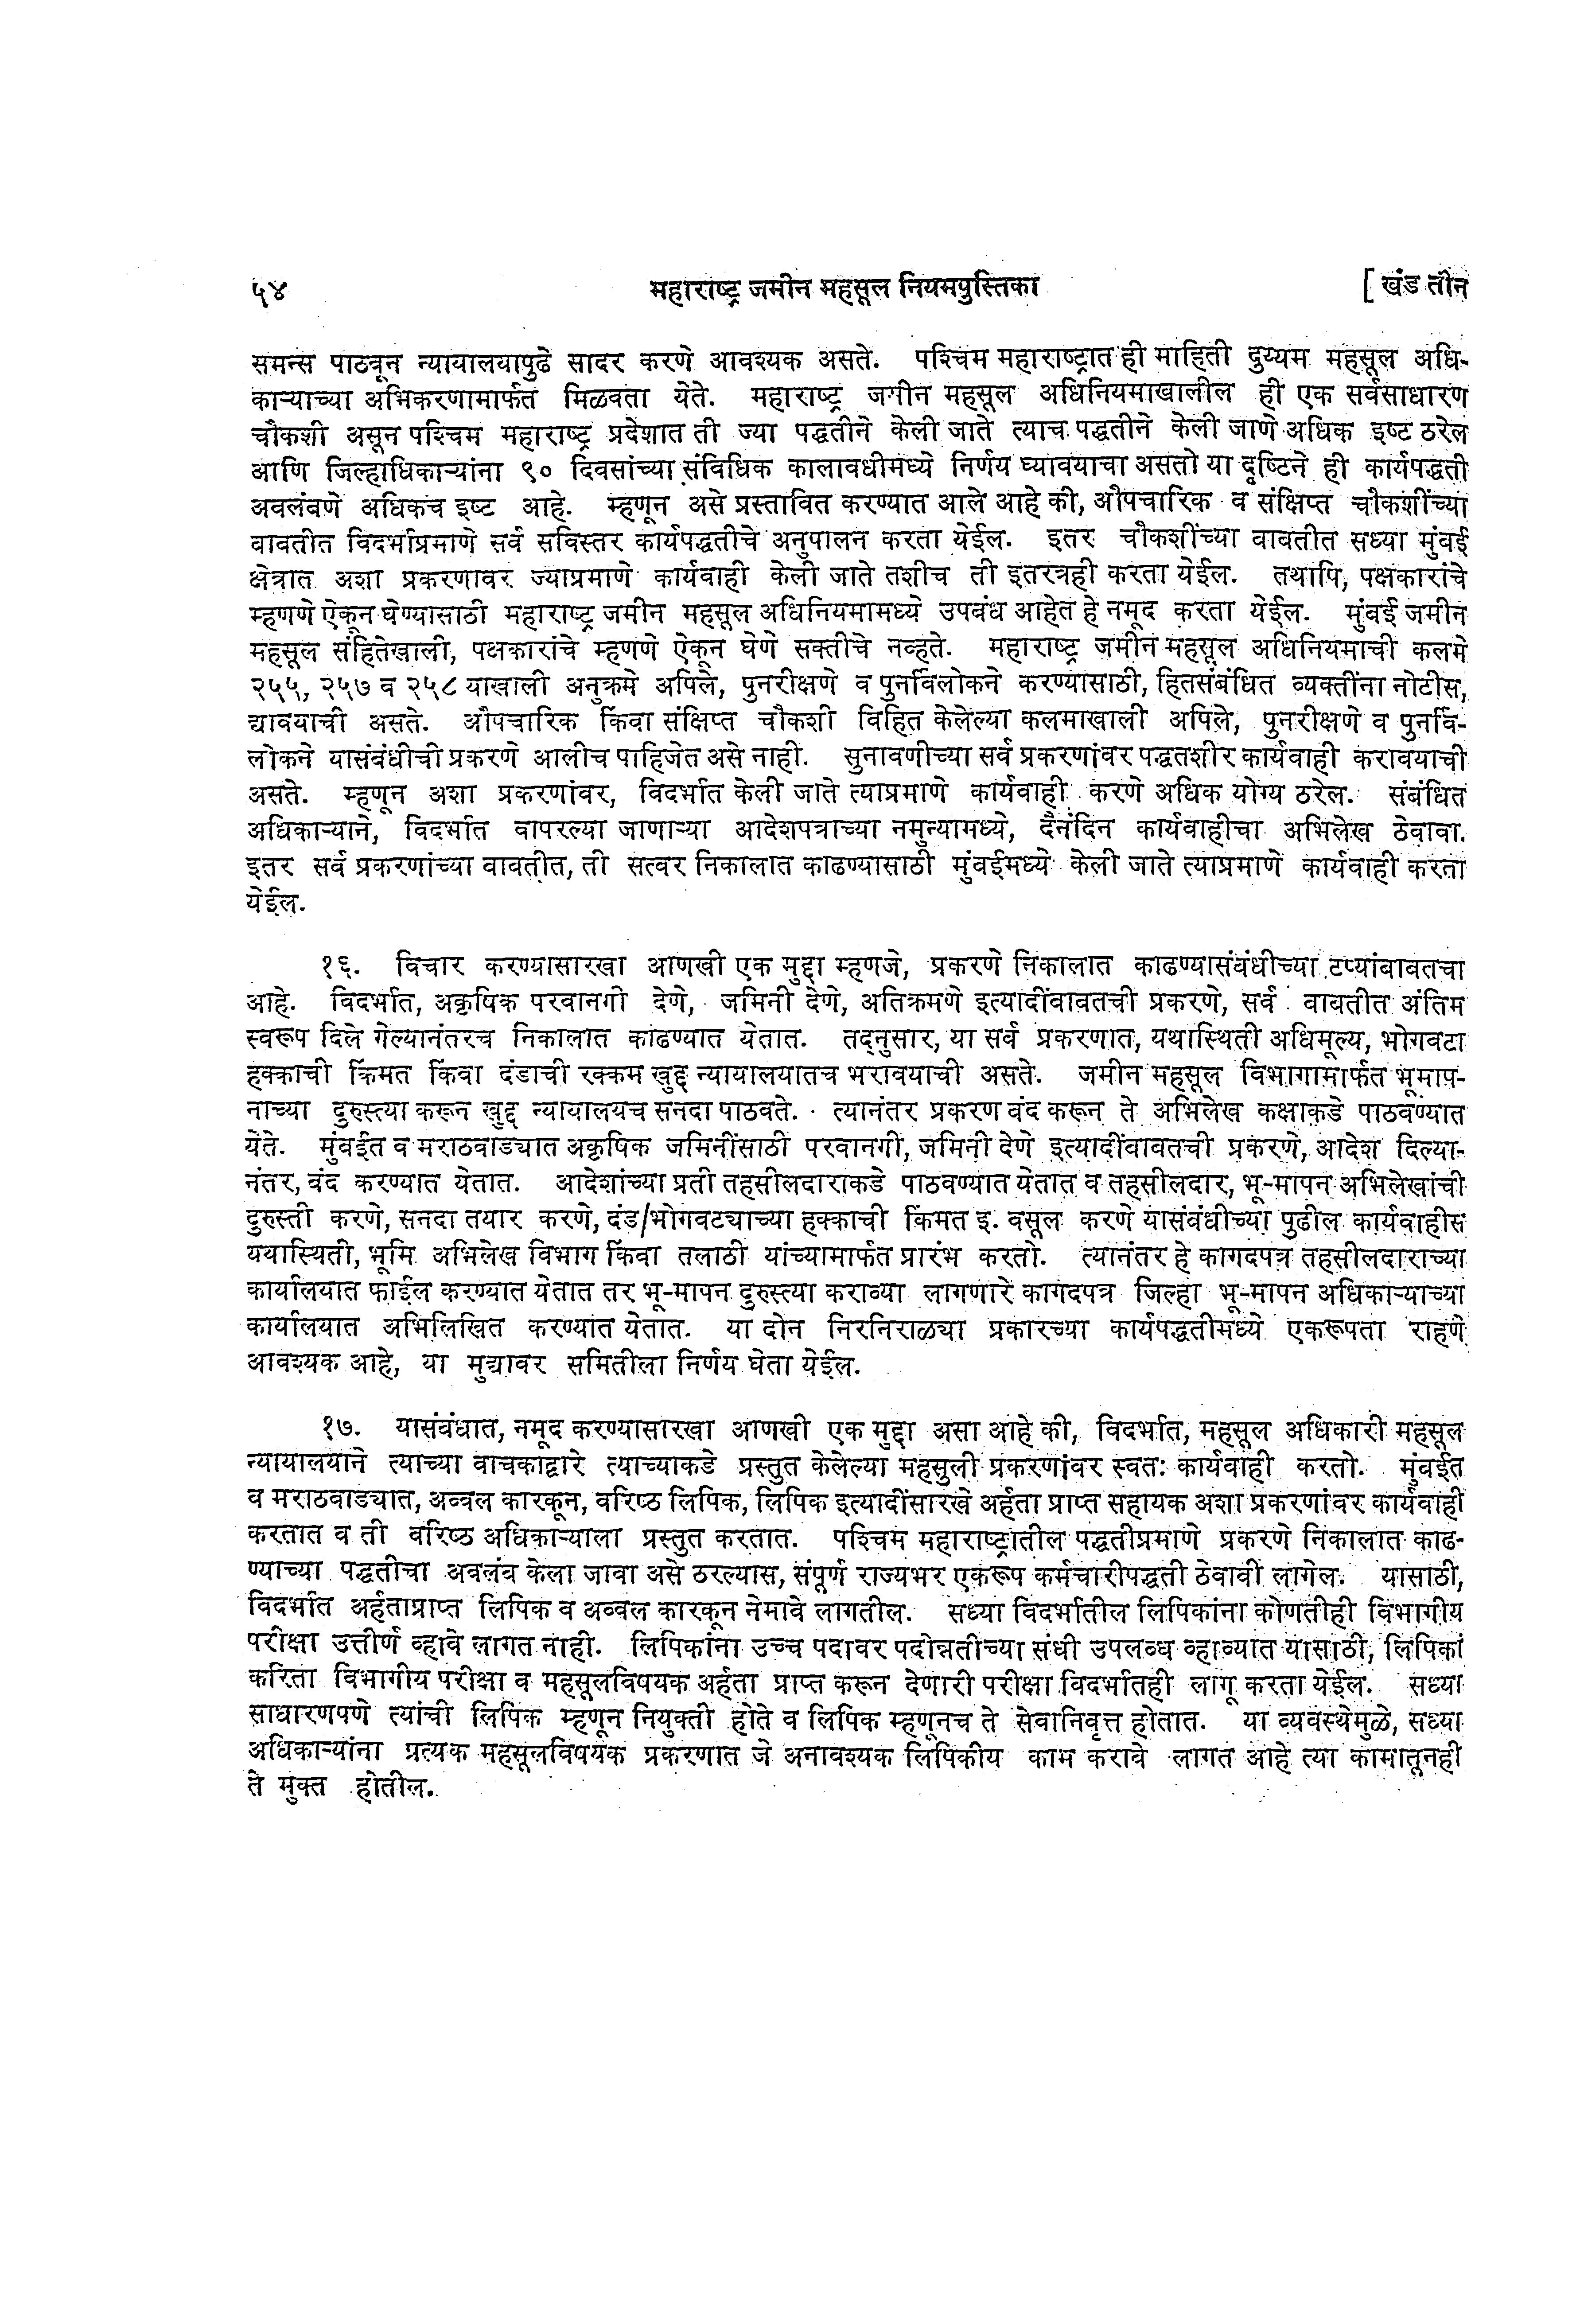 ५४ महाराष्ट्र जमीन महसूल नियमपुस्तिका [ खंड तीन
समन्स पाठवून न्यायालयापुढे सादर करणे आवश्यक असते. पश्चिम महाराष्ट्रात ही माहिती दुय्यम महसूल अधि-
काऱ्याच्या अभिकरणामार्फत मिळवता येते. महाराष्ट्र जमीन महसूल अधिनियमाखालील ही एक सर्वसाधारण
चौकशी असून पश्चिम महाराष्ट्र प्रदेशात ती ज्या पद्धतीने केली जाते त्याच पद्धतीने केली जाणे अधिक इष्ट ठरेल
आणि जिल्हाधिकाऱ्यांना ९० दिवसांच्या संविधिक कालावधीमध्ये निर्णय घ्यावयाचा असतो या दृष्टिने ही कार्यपद्धती
अवलंबणे अधिकच इष्ट आहे. म्हणून असे प्रस्तावित करण्यात आले आहे की, औपचारिक व संक्षिप्त चौकशींच्या
बाबतीत विदर्भाप्रमाणे सर्व सविस्तर कार्यपद्धतीचे अनुपालन करता येईल. इतर चौकशींच्या बाबतीत सध्या मुंबई
क्षेत्रात अशा प्रकरणावर ज्याप्रमाणे कार्यवाही केली जाते तशीच ती इतरत्रही करता येईल. तथापि, पक्षकारांचे
म्हणणे ऐकून घेण्यासाठी महाराष्ट्र जमीन महसूल अधिनियमामध्ये उपबंध आहेत हे नमूद करता येईल. मुंबई जमीन
महसूल संहितेखाली, पक्षकारांचे म्हणणे ऐकून घेणे सक्तीचे नव्हते. महाराष्ट्र जमीन महसूल अधिनियमाची कलमे
२५५, २५७ व २५८ याखाली अनुक्रमे अपिले, पुनरीक्षणे व पुनर्विलोकने करण्यासाठी, हितसंबंधित व्यक्तींना नोटीस,
द्यावयाची असते. औपचारिक किंवा संक्षिप्त चौकशी विहित केलेल्या कलमाखाली अपिले, पुनरीक्षणे व पुनर्वि-
लोकने यासंबंधीची प्रकरणे आलीच पाहिजेत असे नाही. सुनावणीच्या सर्व प्रकरणांवर पद्धतशीर कार्यवाही करावयाची
असते. म्हणून अशा प्रकरणांवर, विदर्भात केली जाते त्याप्रमाणे कार्यवाही करणे अधिक योग्य ठरेल. संबंधित
अधिकाऱ्याने, विदर्भात वापरल्या जाणाऱ्या आदेशपत्राच्या नमुन्यामध्ये, दैनंदिन कार्यवाहीचा अभिलेख ठेवावा.
इतर सर्व प्रकरणांच्या बाबतीत, ती सत्वर निकालात काढण्यासाठी मुंबईमध्ये केली जाते त्याप्रमाणे कार्यवाही करता
येईल.
१६. विचार करण्यासारखा आणखी एक मुद्दा म्हणजे, प्रकरणे निकालात काढण्यासंबंधीच्या टप्यांबाबतचा
आहे. विदर्भात, अकृषिक परवानगी देणे, जमिनी देणे, अतिक्रमणे इत्यादींबाबतची प्रकरणे, सर्व बाबतीत अंतिम
स्वरूप दिले गेल्यानंतरच निकालात काढण्यात येतात. तद्नुसार, या सर्व प्रकरणात, यथास्थिती अधिमूल्य, भोगवटा
हक्काची किंमत किंवा दंडाची रक्कम खुद्द न्यायालयातच भरावयाची असते. जमीन महसूल विभागामार्फत भूमाप-
नाच्या दुरुस्त्या करून खुद्द न्यायालयच सनदा पाठवते. त्यानंतर प्रकरण बंद करून ते अभिलेख कक्षाकडे पाठवण्यात
येते. मुंबईत व मराठवाड्यात अकृषिक जमिनींसाठी परवानगी, जमिनी देणे इत्यादींबाबतची प्रकरणे, आदेश दिल्या-
नंतर, बंद करण्यात येतात. आदेशांच्या प्रती तहसीलदाराकडे पाठवण्यात येतात व तहसीलदार, भू-मापन अभिलेखांची
दुरुस्ती करणे, सनदा तयार करणे, दंड/भोगवट्याच्या हक्काची किंमत इ. वसूल करणे यासंबंधीच्या पुढील कार्यवाहीस
यथास्थिती, भूमि अभिलेख विभाग किंवा तलाठी यांच्यामार्फत प्रारंभ करतो. त्यानंतर हे कागदपत्र तहसीलदाराच्या
कार्यालयात फाईल करण्यात येतात तर भू-मापन दुरुस्त्या कराव्या लागणारे कागदपत्र जिल्हा भू-मापन अधिकाऱ्याच्या
कार्यालयात अभिलिखित करण्यात येतात. या दोन निरनिराळ्या प्रकारच्या कार्यपद्धतीमध्ये एकरूपता राहणे
आवश्यक आहे, या मुद्यावर समितीला निर्णय घेता येईल.
१७. यासंबंधात, नमूद करण्यासारखा आणखी एक मुद्दा असा आहे की, विदर्भात, महसूल अधिकारी महसूल
न्यायालयाने त्याच्या वाचकाद्वारे त्याच्याकडे प्रस्तुत केलेल्या महसुली प्रकरणांवर स्वतः कार्यवाही करतो. मुंबईत
व मराठवाड्यात, अव्वल कारकून, वरिष्ठ लिपिक, लिपिक इत्यादींसारखे अर्हता प्राप्त सहायक अशा प्रकरणांवर कार्यवाही
करतात व ती वरिष्ठ अधिकाऱ्याला प्रस्तुत करतात. पश्चिम महाराष्ट्रातील पद्धतीप्रमाणे प्रकरणे निकालात काढ-
ण्याच्या पद्धतीचा अवलंब केला जावा असे ठरल्यास, संपूर्ण राज्यभर एकरूप कर्मचारीपद्धती ठेवावी लागेल. यासाठी,
विदर्भात अर्हताप्राप्त लिपिक व अव्वल कारकून नेमावे लागतील. सध्या विदर्भातील लिपिकांना कोणतीही विभागीय
परीक्षा उत्तीर्ण व्हावे लागत नाही. लिपिकांना उच्च पदावर पदोन्नतीच्या संधी उपलब्ध व्हाव्यात यासाठी, लिपिकां
करिता विभागीय परीक्षा व महसूलविषयक अर्हता प्राप्त करून देणारी परीक्षा विदर्भातही लागू करता येईल. सध्या
साधारणपणे त्यांची लिपिक म्हणून नियुक्ती होते व लिपिक म्हणूनच ते सेवानिवृत्त होतात. या व्यवस्थेमुळे, सध्या
अधिकाऱ्यांना प्रत्यक्ष महसूलविषयक प्रकरणात जे अनावश्यक लिपिकीय काम करावे लागत आहे त्या कामातूनही
ते मुक्त होतील.